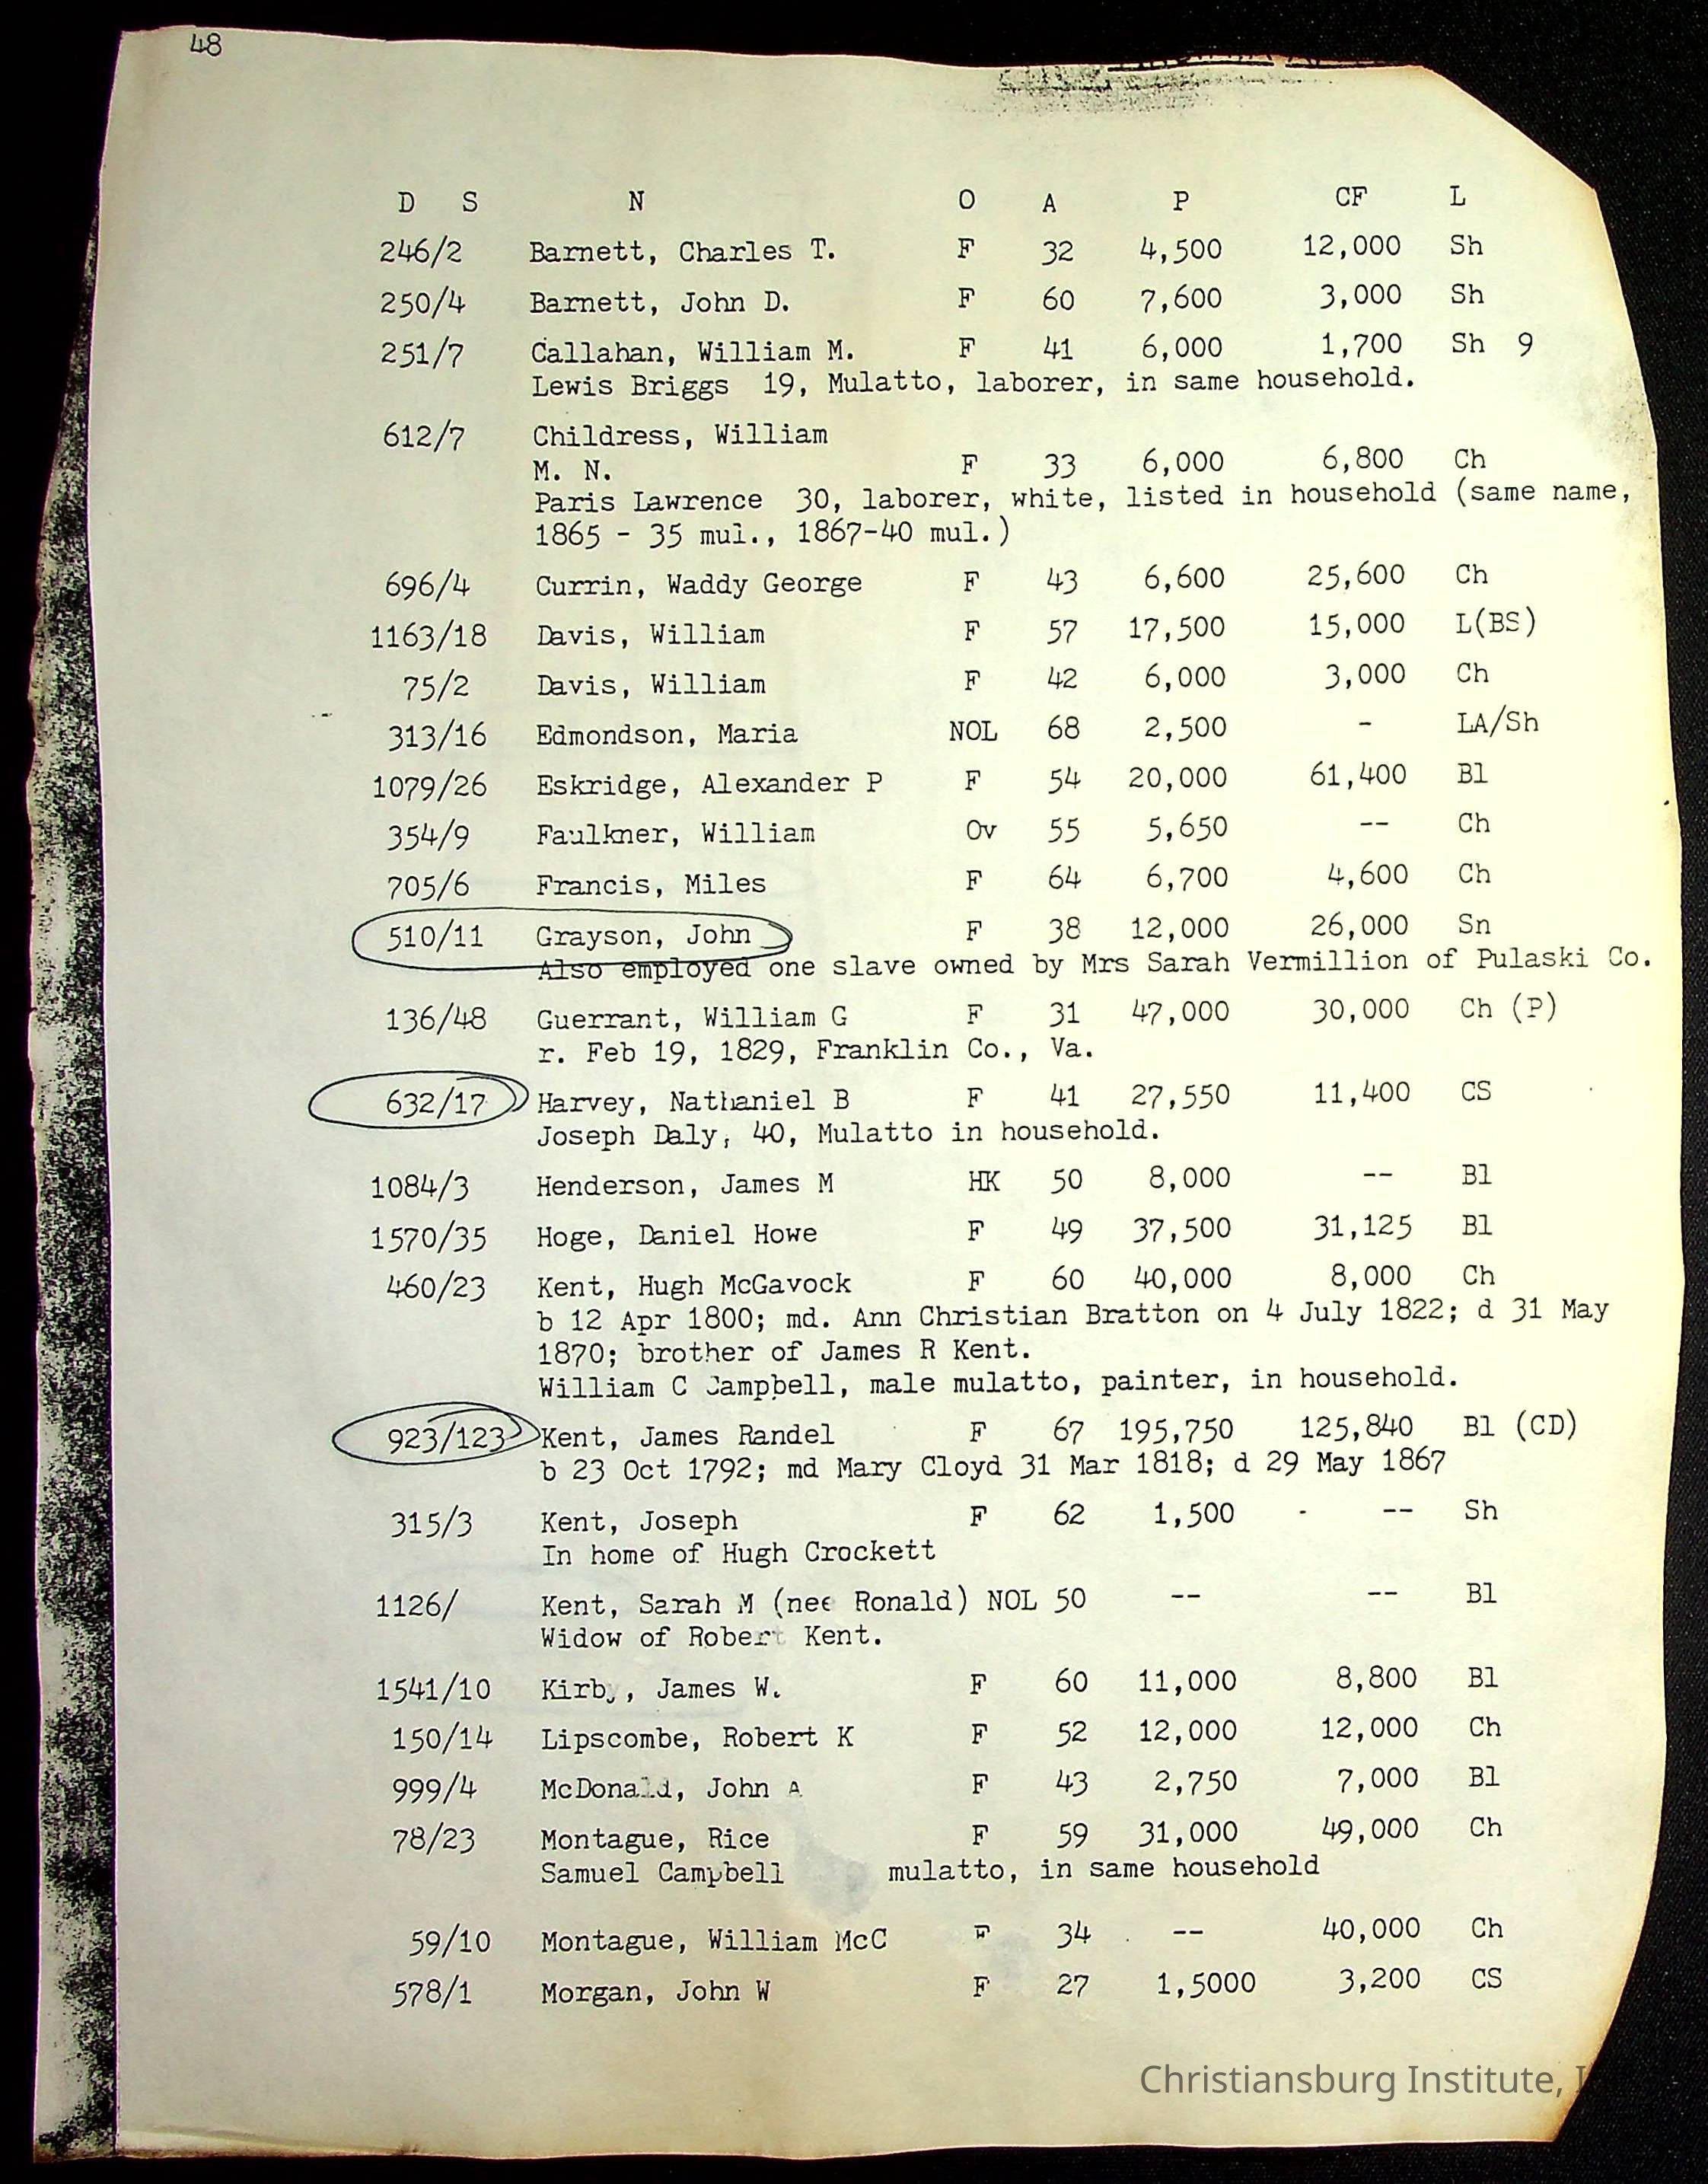 48
D S N O A P CF L
246/2 Barnett, Charles T. F 32 4,500 12,000 Sh
250/4 Barnett, John D. F 60 7,600 3,000 Sh
251/7 Callahan, William M. F 41 6,000 1,700 Sh 9
Lewis Briggs 19, Mulatto, laborer, in same household.
612/7 Childress, William
M. N. F 33 6,000 6,800 Ch
Paris Lawrence 30, laborer, white, listed in household (same name,
1865 - 35 mul., 1867-40 mul.)
696/4 Currin, Waddy George F 43 6,600 25,600 Ch
1163/18 Davis, William F 57 17,500 15,000 L(BS)
75/2 Davis, William F 42 6,000 3,000 Ch
313/16 Edmondson, Maria NOL 68 2,500 - LA/Sh
1079/26 Eskridge, Alexander P F 54 20,000 61,400 Bl
354/9 Faulkner, William Ov 55 5,650 -- Ch
705/6 Francis, Miles F 64 6,700 4,600 Ch
510/11 Grayson, John F 38 12,000 26,000 Sn
Also employed one slave owned by Mrs Sarah Vermillion of Pulaski Co.
136/48 Guerrant, William G F 31 47,000 30,000 Ch (P)
r. Feb 19, 1829, Franklin Co., Va.
632/17 Harvey, Nathaniel B F 41 27,550 11,400 CS
Joseph Daly, 40, Mulatto in household.
1084/3 Henderson, James M HK 50 8,000 -- Bl
1570/35 Hoge, Daniel Howe F 49 37,500 31,125 Bl
460/23 Kent, Hugh McGavock F 60 40,000 8,000 Ch
b 12 Apr 1800; md. Ann Christian Bratton on 4 July 1822; d 31 May
1870; brother of James R Kent.
William C Campbell, male mulatto, painter, in household.
923/123 Kent, James Randel F 67 195,750 125,840 Bl (CD)
b 23 Oct 1792; md Mary Cloyd 31 Mar 1818; d 29 May 1867
315/3 Kent, Joseph F 62 1,500 -- Sh
In home of Hugh Crockett
1126/ Kent, Sarah M (nee Ronald) NOL 50 -- -- Bl
Widow of Robert Kent.
1541/10 Kirby, James W. F 60 11,000 8,800 Bl
150/14 Lipscombe, Robert K F 52 12,000 12,000 Ch
999/4 McDonald, John A F 43 2,750 7,000 Bl
78/23 Montague, Rice F 59 31,000 49,000 Ch
Samuel Campbell mulatto, in same household
59/10 Montague, William McC F 34 -- 40,000 Ch
578/1 Morgan, John W F 27 1,5000 3,200 CS
Christiansburg Institute,